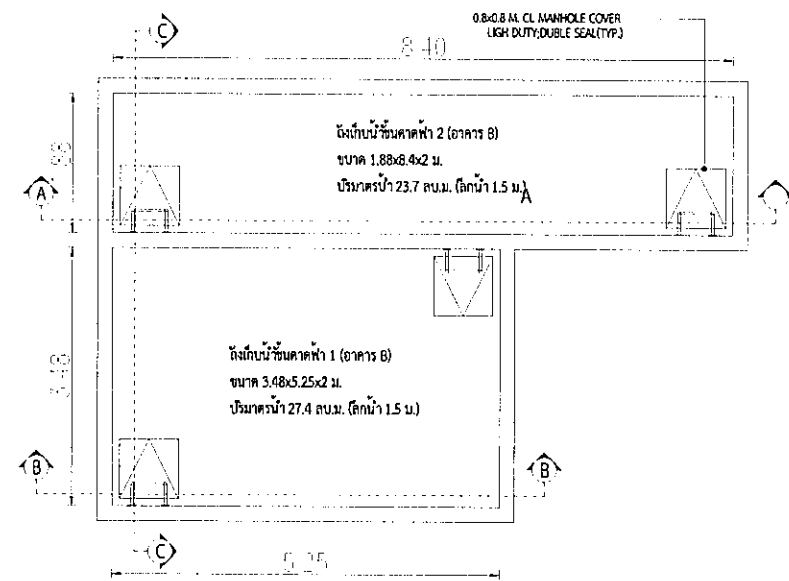 0.8x0.8 M. CL. MANHOLE COVER
LIGH DUTY;DUBLE SEAL(TYP.)
C
8.40
ถังเก็บน้ำชั้นดาดฟ้า 2 (อาคาร B)
ขนาด 1.88x8.4x2 ม.
ปริมาตรป้า 23.7 ลบ.ม. (ลึกน้ำ 1.5 ม.)
A
A
ถังเก็บน้ำชั้นดาดฟ้า 1 (อาคาร B)
ขนาด 3.48x5.25x2 ม.
ปริมาตรน้ำ 27.4 ลบ.ม. (ลึกน้ำ 1.5 ม.)
3.48
B
B
C
5.25